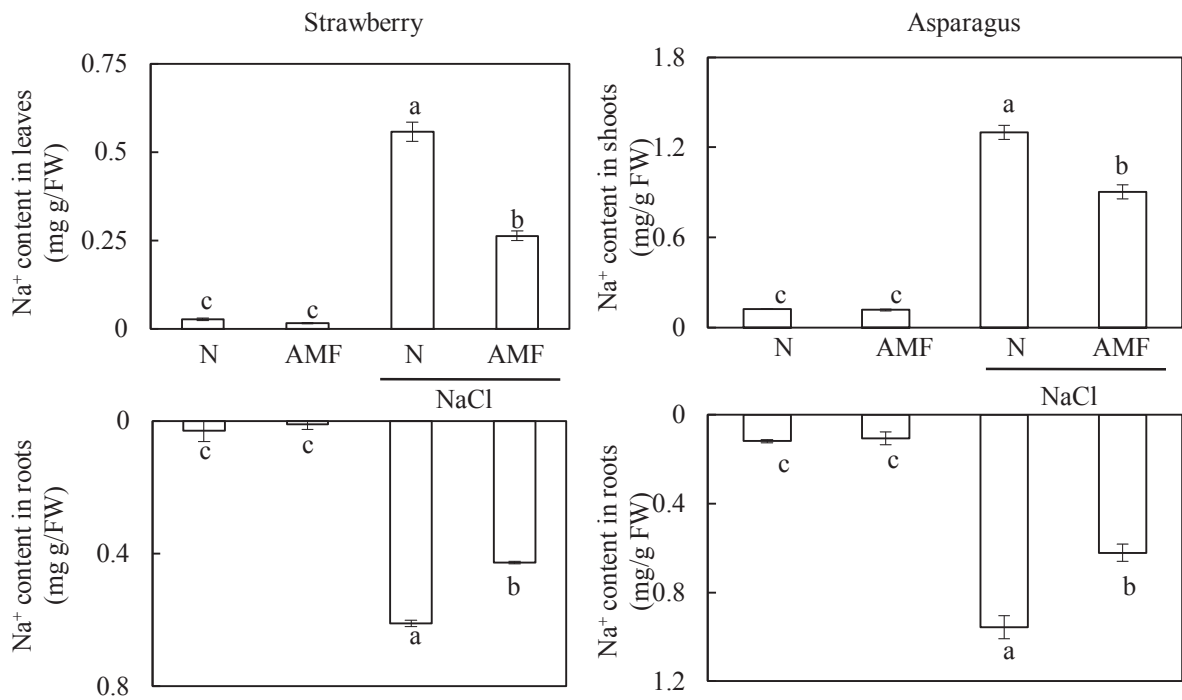 Strawberry
Na⁺ content in leaves
(mg g/FW)
0.75
0.5
0.25
0
c
c
a
b
N
AMF
N
AMF
NaCl
Na⁺ content in roots
(mg g/FW)
0
0.4
0.8
c
c
a
b
Asparagus
Na⁺ content in shoots
(mg/g FW)
1.8
1.2
0.6
0
c
c
a
b
N
AMF
N
AMF
NaCl
Na⁺ content in roots
(mg/g FW)
0
0.4
0.8
1.2
c
c
a
b